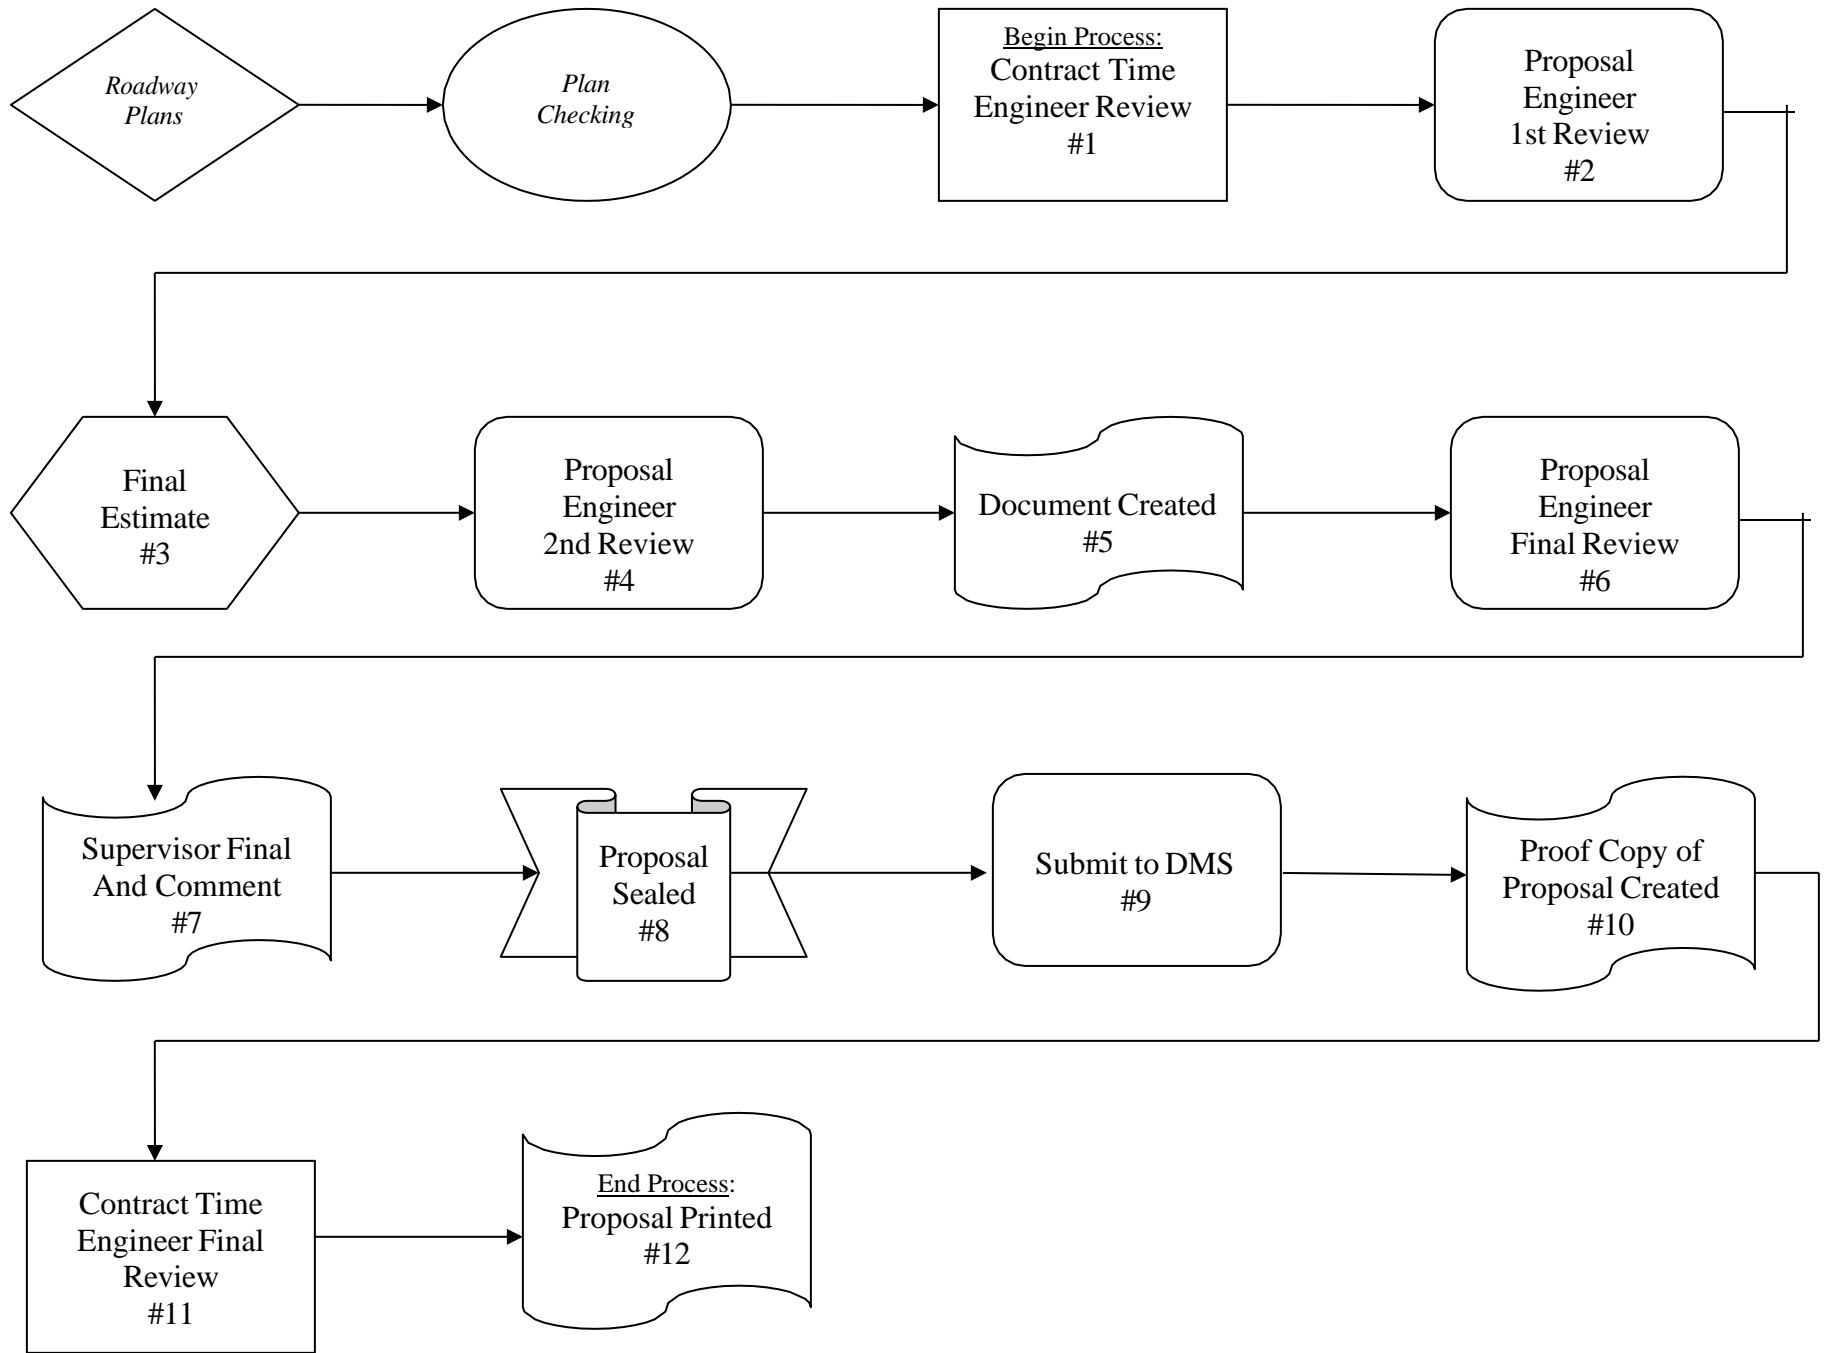 Roadway
Plans
Plan
Checking
Begin Process:
Contract Time
Engineer Review
#1
Proposal
Engineer
1st Review
#2
Final
Estimate
#3
Proposal
Engineer
2nd Review
#4
Document Created
#5
Proposal
Engineer
Final Review
#6
Supervisor Final
And Comment
#7
Proposal
Sealed
#8
Submit to DMS
#9
Proof Copy of
Proposal Created
#10
Contract Time
Engineer Final
Review
#11
End Process:
Proposal Printed
#12